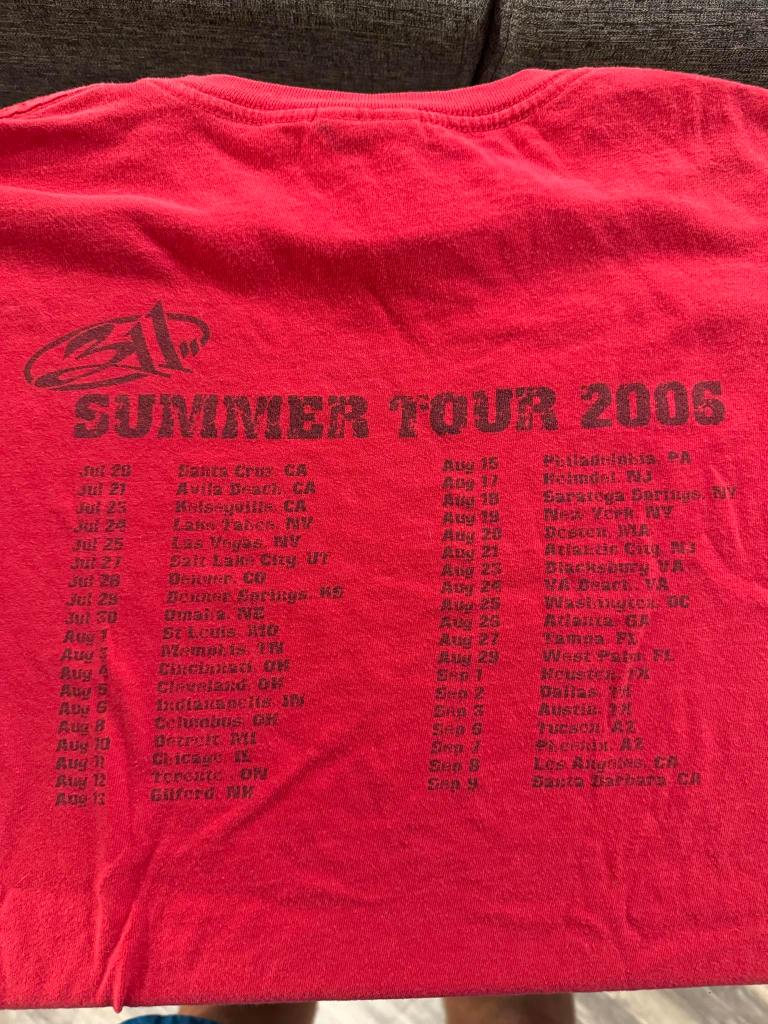 311
SUMMER TOUR 2006
Jul 20 Santa Cruz, CA
Jul 21 Avila Beach, CA
Jul 23 Kelseyville, CA
Jul 24 Lake Tahoe, NV
Jul 25 Las Vegas, NV
Jul 27 Salt Lake City, UT
Jul 28 Denver, CO
Jul 29 Bonner Springs, KS
Jul 30 Omaha, NE
Aug 1 St Louis, MO
Aug 3 Memphis, TN
Aug 4 Cincinnati, OH
Aug 5 Cleveland, OH
Aug 6 Indianapolis, IN
Aug 8 Columbus, OH
Aug 10 Detroit, MI
Aug 11 Chicago, IL
Aug 12 Toronto, ON
Aug 13 Gilford, NH
Aug 15 Philadelphia, PA
Aug 17 Holmdel, NJ
Aug 18 Saratoga Springs, NY
Aug 19 New York, NY
Aug 20 Boston, MA
Aug 21 Atlantic City, NJ
Aug 23 Blacksburg VA
Aug 24 VA Beach, VA
Aug 25 Washington, DC
Aug 26 Atlanta, GA
Aug 27 Tampa, FL
Aug 29 West Palm, FL
Sep 1 Houston, TX
Sep 2 Dallas, TX
Sep 3 Austin, TX
Sep 6 Tucson, AZ
Sep 7 Phoenix, AZ
Sep 8 Los Angeles, CA
Sep 9 Santa Barbara, CA